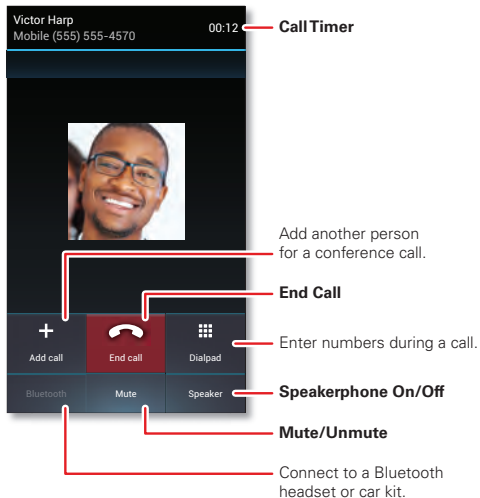 Victor Harp
Mobile (555) 555-4570
00:12
Call Timer
Add another person
for a conference call.
End Call
Add call
End call
Dialpad
Enter numbers during a call.
Bluetooth
Mute
Speaker
Speakerphone On/Off
Mute/Unmute
Connect to a Bluetooth
headset or car kit.